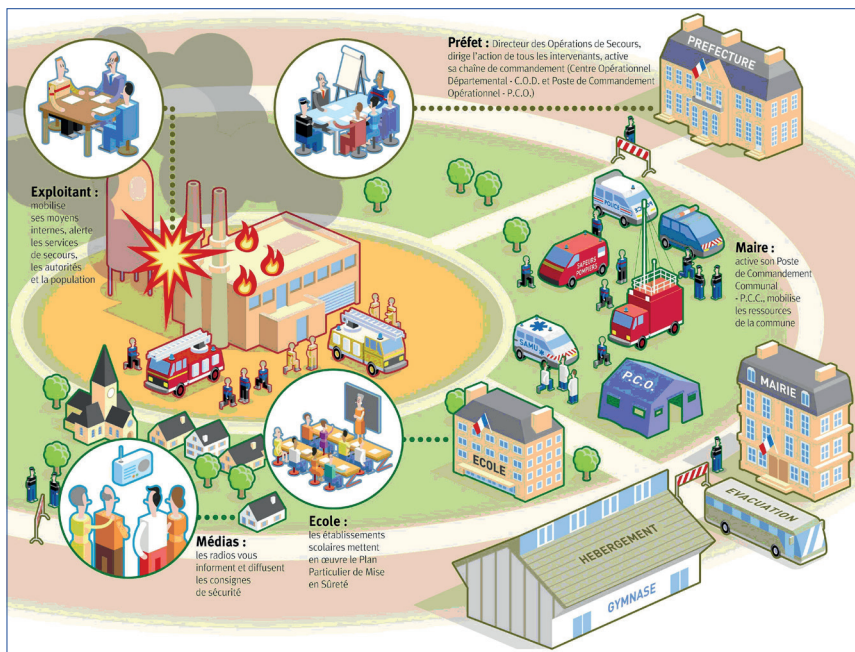 Préfet : Directeur des Opérations de Secours,
dirige l'action de tous les intervenants, active
sa chaîne de commandement (Centre Opérationnel
Départemental - C.O.D. et Poste de Commandement
Opérationnel - P.C.O.)
PREFECTURE
Exploitant :
mobilise
ses moyens
internes, alerte
les services
de secours,
les autorités
et la population
POLICE
POLICE
SAPEURS
POMPIERS
Maire :
active son Poste
de Commandement
Communal
- P.C.C., mobilise
les ressources
de la commune
SAMU
P.C.O.
MAIRIE
ECOLE
EVACUATION
HEBERGEMENT
GYMNASE
Médias :
les radios vous
informent et diffusent
les consignes
de sécurité
Ecole :
les établissements
scolaires mettent
en œuvre le Plan
Particulier de Mise
en Sûreté